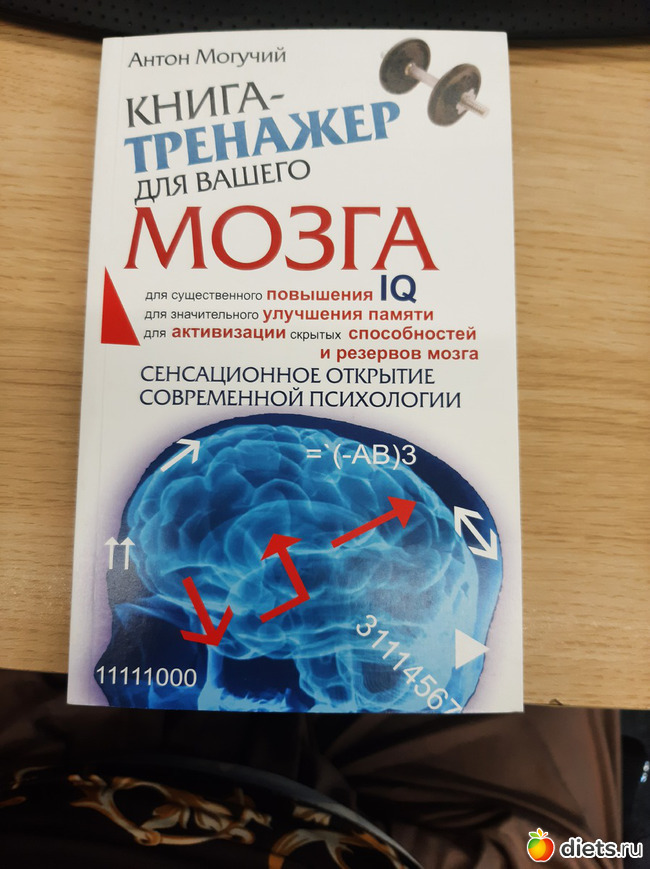 Антон Могучий
КНИГА-
ТРЕНАЖЕР
ДЛЯ ВАШЕГО
МОЗГА
для существенного повышения IQ
для значительного улучшения памяти
для активизации скрытых способностей
и резервов мозга
СЕНСАЦИОННОЕ ОТКРЫТИЕ
СОВРЕМЕННОЙ ПСИХОЛОГИИ
=`(-AB)3
11111000
31114567
diets.ru